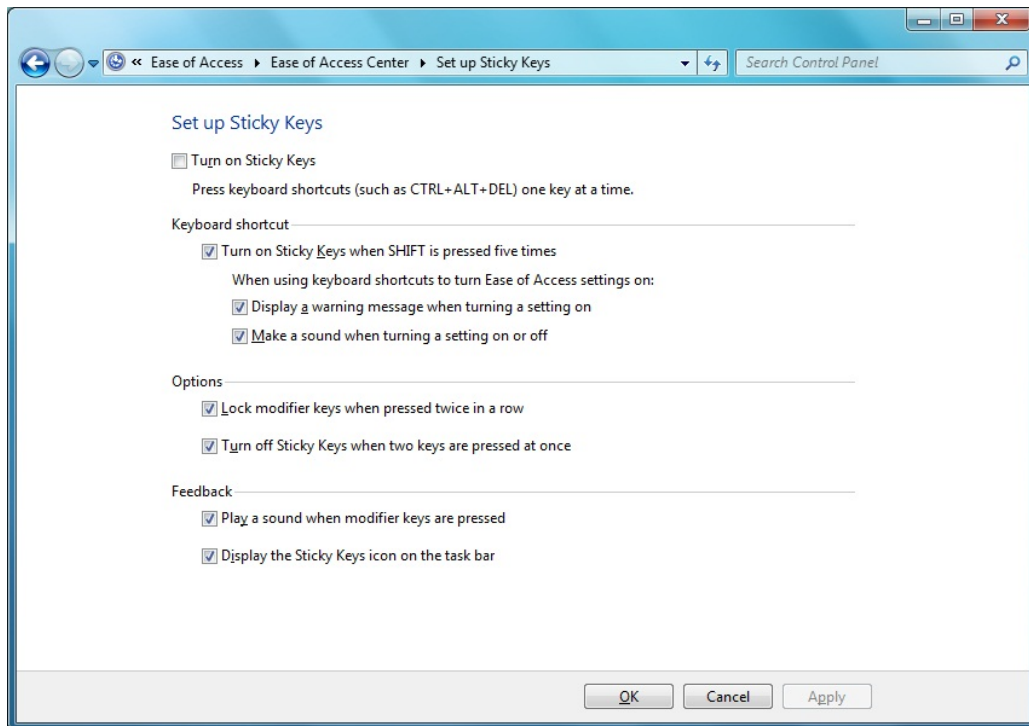 « Ease of Access ▸ Ease of Access Center ▸ Set up Sticky Keys
Search Control Panel
Set up Sticky Keys
Turn on Sticky Keys
Press keyboard shortcuts (such as CTRL+ALT+DEL) one key at a time.
Keyboard shortcut
Turn on Sticky Keys when SHIFT is pressed five times
When using keyboard shortcuts to turn Ease of Access settings on:
Display a warning message when turning a setting on
Make a sound when turning a setting on or off
Options
Lock modifier keys when pressed twice in a row
Turn off Sticky Keys when two keys are pressed at once
Feedback
Play a sound when modifier keys are pressed
Display the Sticky Keys icon on the task bar
OK Cancel Apply